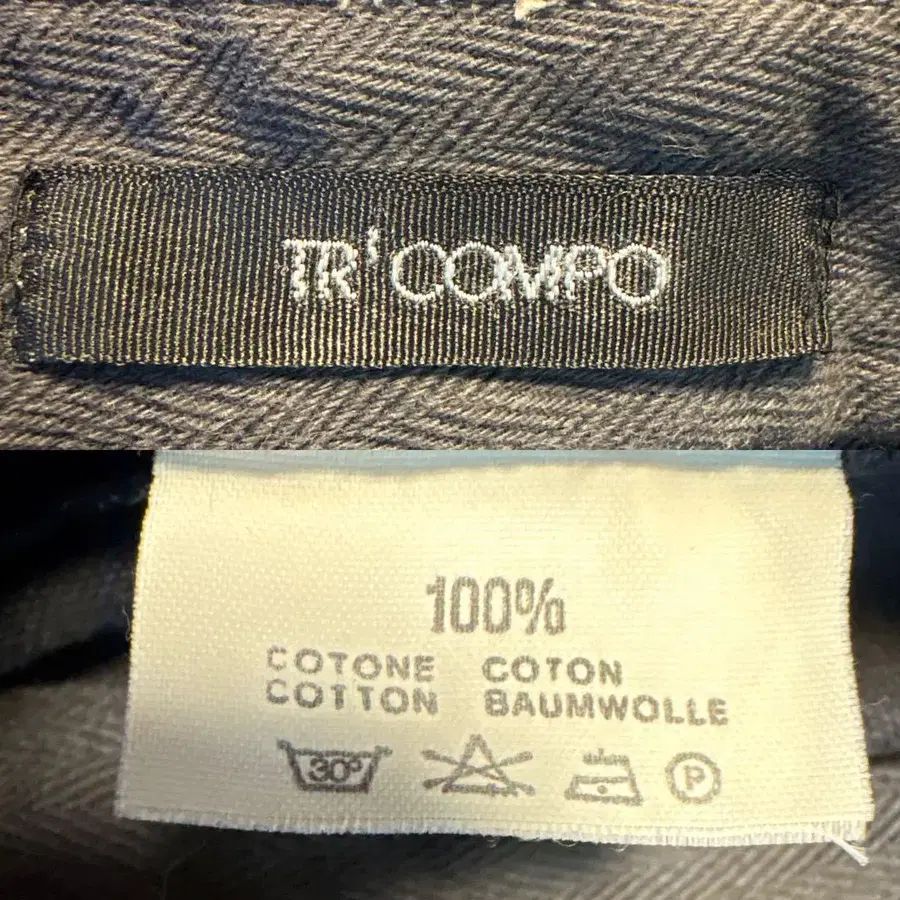 TR'COMPO
100%
COTONE COTON
COTTON BAUMWOLLE
30° P